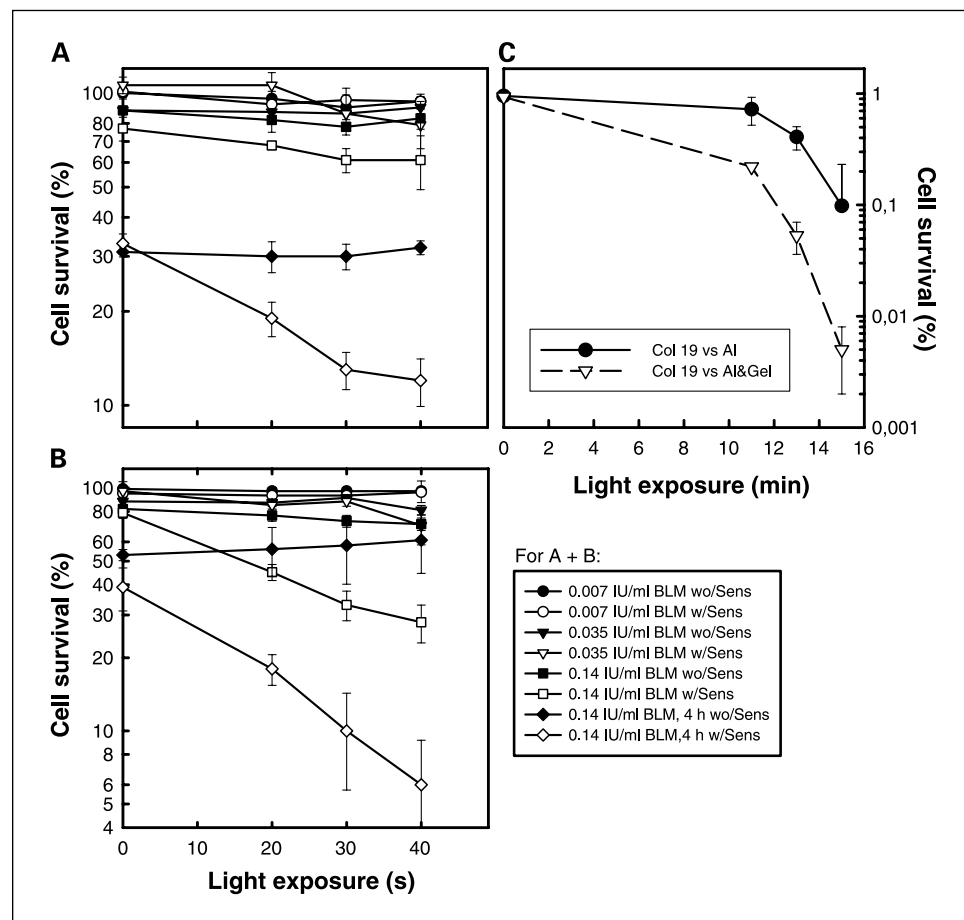 A
Cell survival (%)
100
80
70
60
50
40
30
20
10
B
Cell survival (%)
100
80
60
50
40
30
20
10
8
6
5
4
0
20
30
40
Light exposure (s)
C
1
0,1
0,01
0,001
Cell survival (%)
Col 19 vs Al
Col 19 vs Al&Gel
0 2 4 6 8 10 12 14 16
Light exposure (min)
For A + B:
0.007 IU/ml BLM wo/Sens
0.007 IU/ml BLM w/Sens
0.035 IU/ml BLM wo/Sens
0.035 IU/ml BLM w/Sens
0.14 IU/ml BLM wo/Sens
0.14 IU/ml BLM w/Sens
0.14 IU/ml BLM, 4 h wo/Sens
0.14 IU/ml BLM,4 h w/Sens